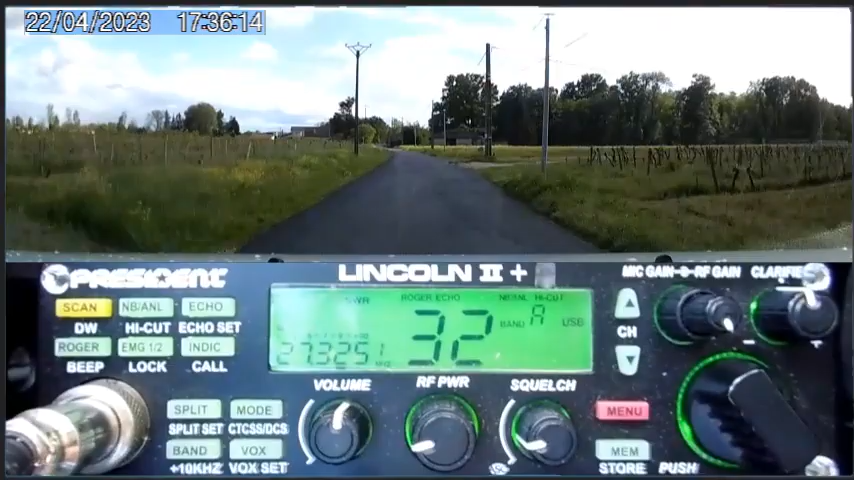 22/04/2023 17:36:14
PRESIDENT LINCOLN II + MIC GAIN RF GAIN CLARIFIE
SCAN NB/ANL ECHO
DW HI-CUT ECHO SET
ROGER EMG 1/2 INDIC
BEEP LOCK CALL
SWR ROGER ECHO NB/ANL HI-CUT
32 BAND A USB
27.325
CH
VOLUME RF PWR SQUELCH
SPLIT MODE
SPLIT SET CTCSS/DCS
BAND VOX
+10KHZ VOX SET
MENU
MEM
STORE PUSH